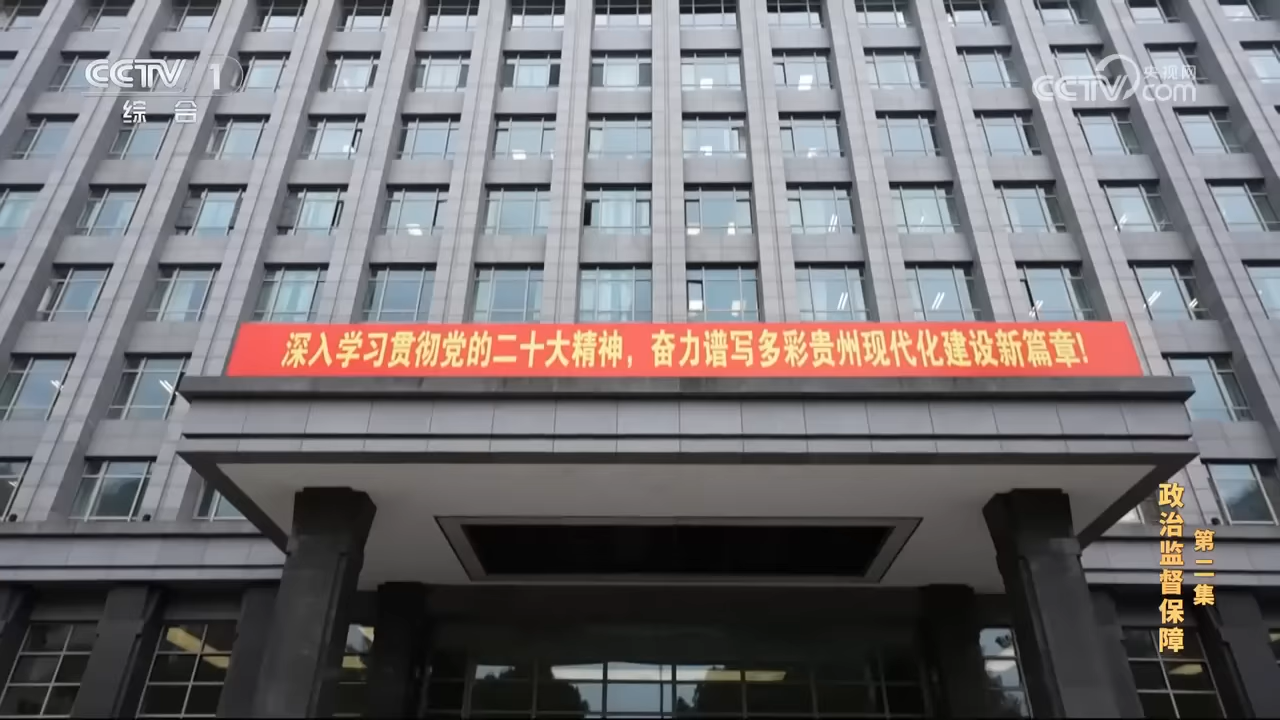 CCTV 1
综合
央视网
CCTV.com
深入学习贯彻党的二十大精神，奋力谱写多彩贵州现代化建设新篇章！
第二集
政治监督保障